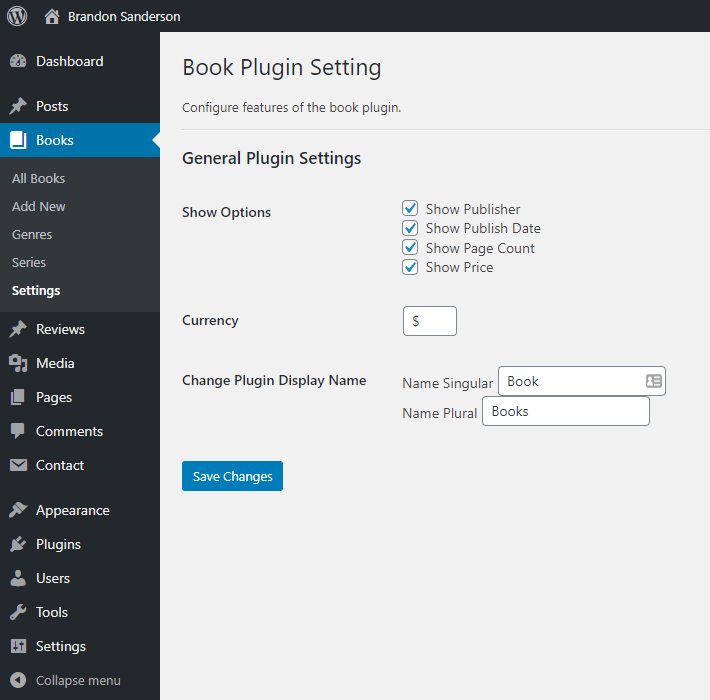 Brandon Sanderson
Dashboard
Posts
Books
All Books
Add New
Genres
Series
Settings
Reviews
Media
Pages
Comments
Contact
Appearance
Plugins
Users
Tools
Settings
Collapse menu
Book Plugin Setting
Configure features of the book plugin.
General Plugin Settings
Show Options
Show Publisher
Show Publish Date
Show Page Count
Show Price
Currency
$
Change Plugin Display Name
Name Singular Book
Name Plural Books
Save Changes